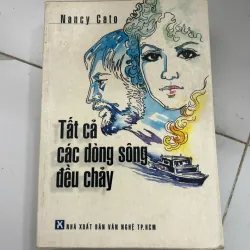 Nancy Cato
Tất cả
các dòng sông
đều chảy
NHÀ XUẤT BẢN VĂN NGHỆ TP.HCM